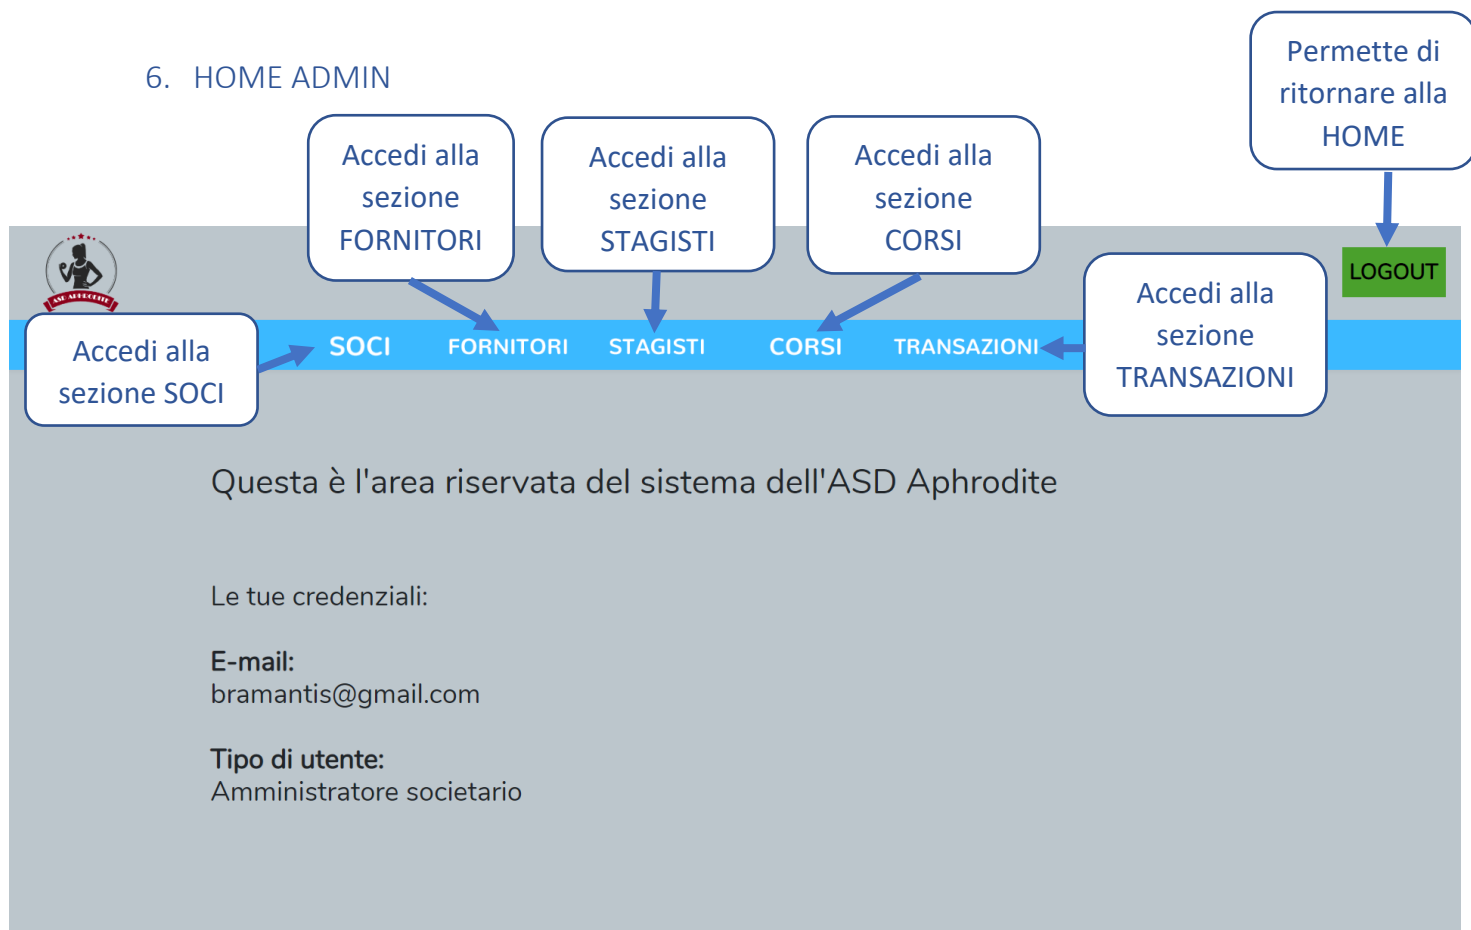 6. HOME ADMIN
Permette di
ritornare alla
HOME
Accedi alla
sezione
FORNITORI
Accedi alla
sezione
STAGISTI
Accedi alla
sezione
CORSI
ASD APHRODITE
LOGOUT
Accedi alla
sezione SOCI
SOCI FORNITORI STAGISTI CORSI TRANSAZIONI
Accedi alla
sezione
TRANSAZIONI
Questa è l'area riservata del sistema dell'ASD Aphrodite
Le tue credenziali:
E-mail:
bramantis@gmail.com
Tipo di utente:
Amministratore societario